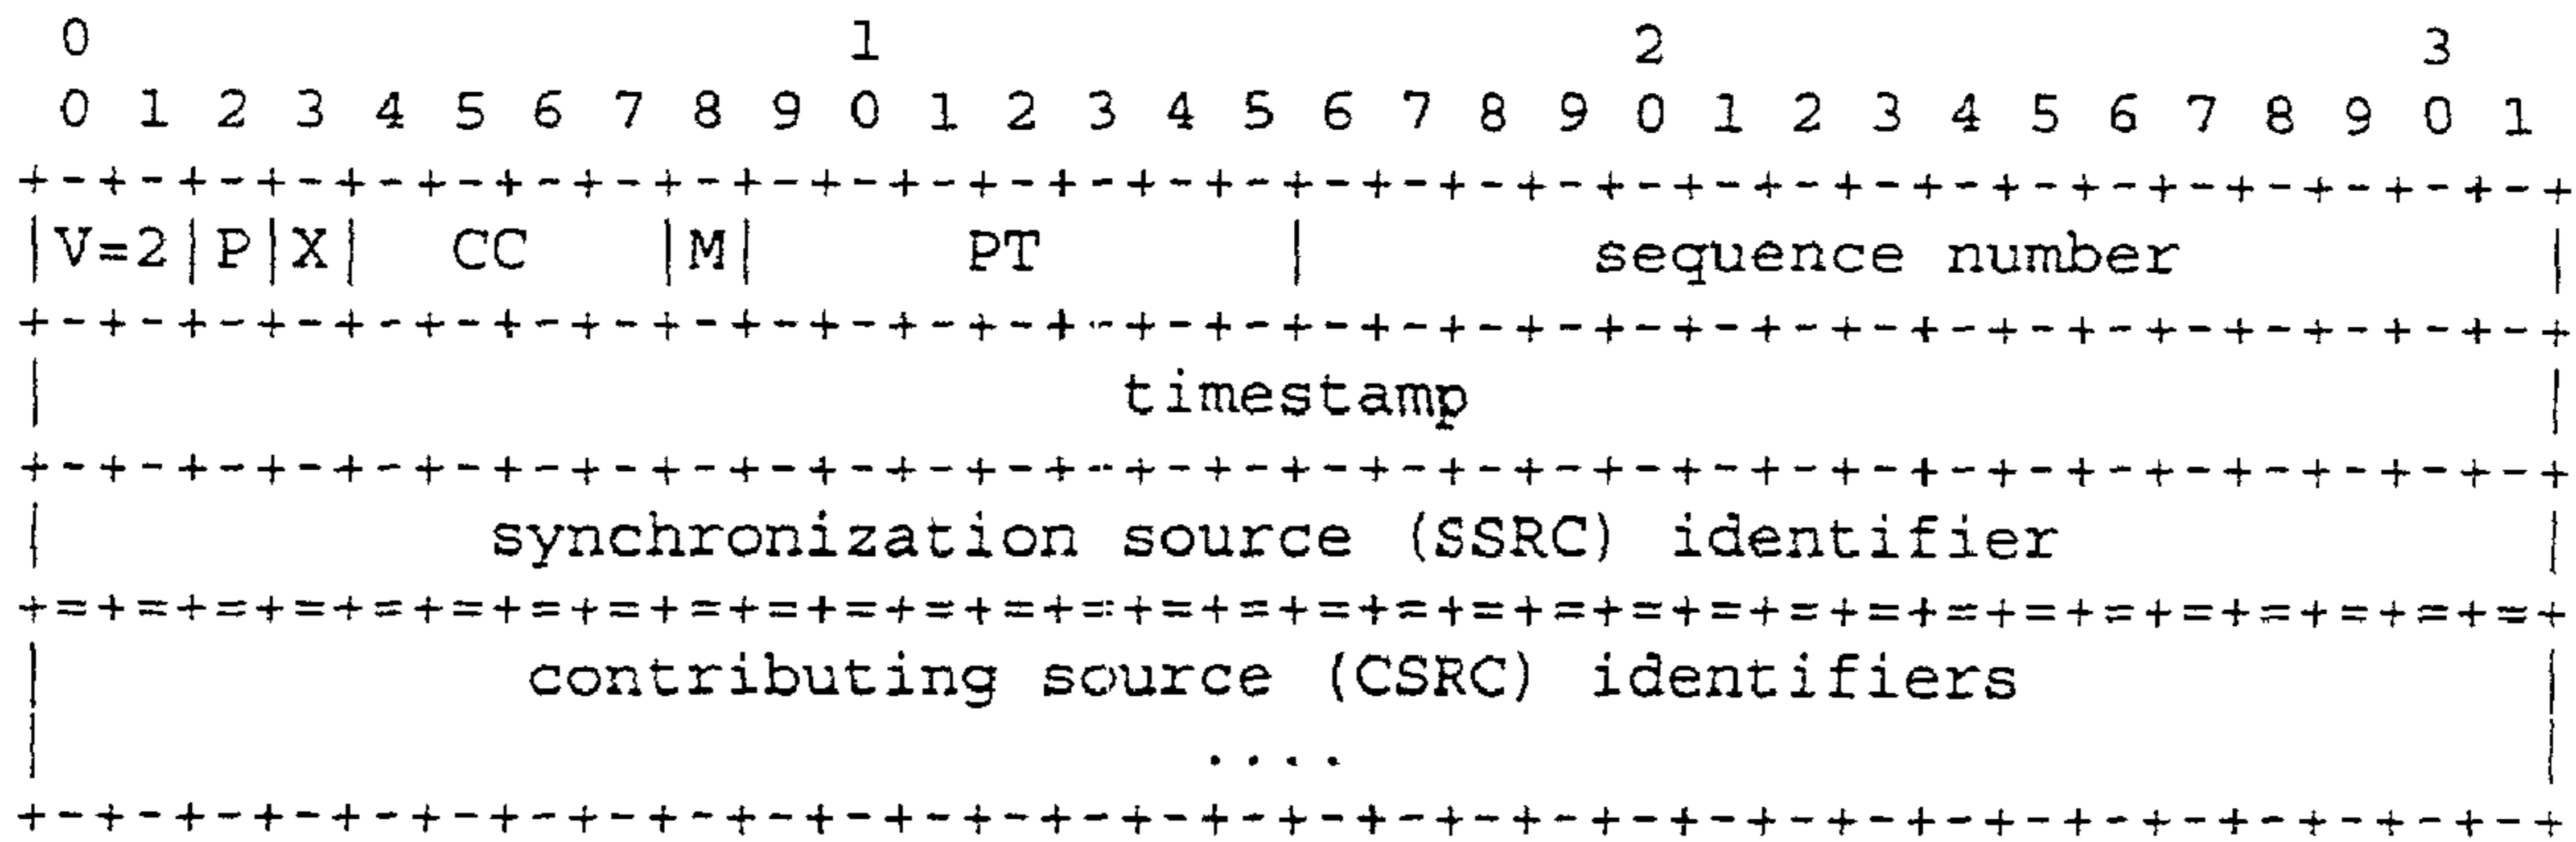 0                   1                   2                   3
 0 1 2 3 4 5 6 7 8 9 0 1 2 3 4 5 6 7 8 9 0 1 2 3 4 5 6 7 8 9 0 1
+-+-+-+-+-+-+-+-+-+-+-+-+-+-+-+-+-+-+-+-+-+-+-+-+-+-+-+-+-+-+-+-+
|V=2|P|X|  CC   |M|     PT      |       sequence number         |
+-+-+-+-+-+-+-+-+-+-+-+-+-+-+-+-+-+-+-+-+-+-+-+-+-+-+-+-+-+-+-+-+
|                           timestamp                           |
+-+-+-+-+-+-+-+-+-+-+-+-+-+-+-+-+-+-+-+-+-+-+-+-+-+-+-+-+-+-+-+-+
|           synchronization source (SSRC) identifier            |
+=+=+=+=+=+=+=+=+=+=+=+=+=+=+=+=+=+=+=+=+=+=+=+=+=+=+=+=+=+=+=+=+
|            contributing source (CSRC) identifiers             |
|                             ....                              |
+-+-+-+-+-+-+-+-+-+-+-+-+-+-+-+-+-+-+-+-+-+-+-+-+-+-+-+-+-+-+-+-+